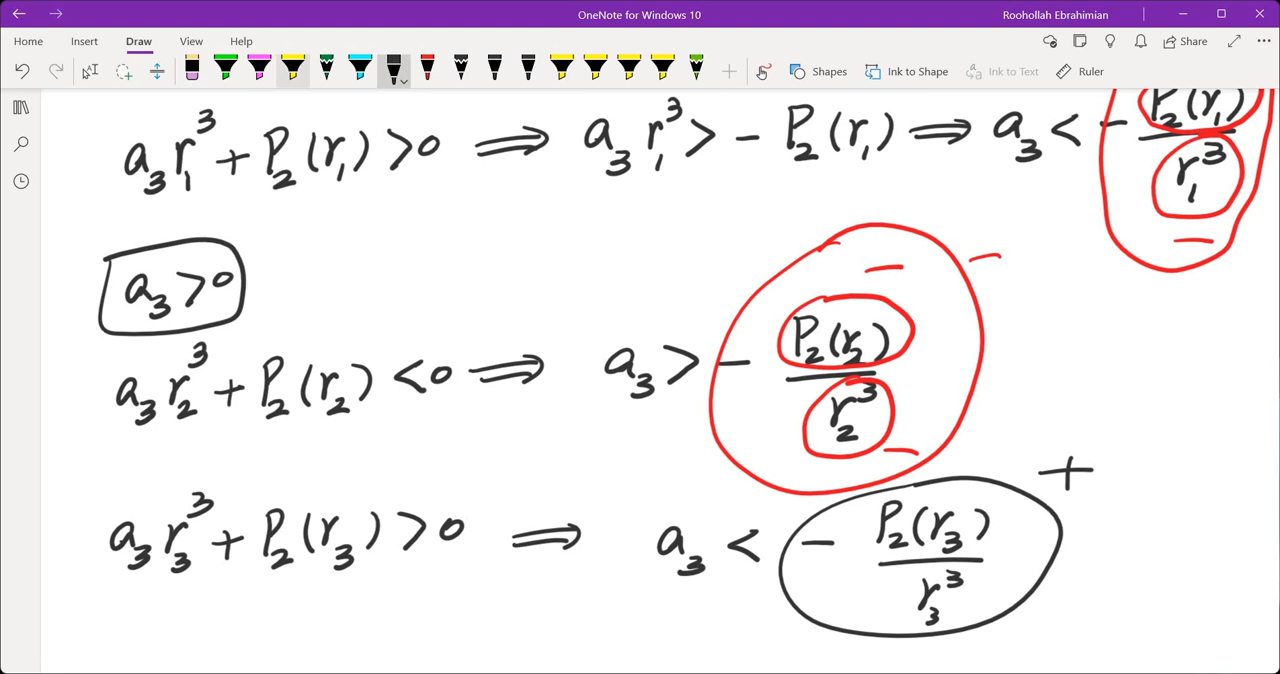 OneNote for Windows 10
Roohollah Ebrahimian
Home Insert Draw View Help
Share
Shapes Ink to Shape Ink to Text Ruler
a₃r₁³ + P₂(r₁) > 0 ⟹ a₃r₁³ > - P₂(r₁) ⟹ a₃ < - P₂(r₁) / r₁³
−
a₃ > 0
− −
a₃r₂³ + P₂(r₂) < 0 ⟹ a₃ > - P₂(r₂) / r₂³
−
+
a₃r₃³ + P₂(r₃) > 0 ⟹ a₃ < - P₂(r₃) / r₃³